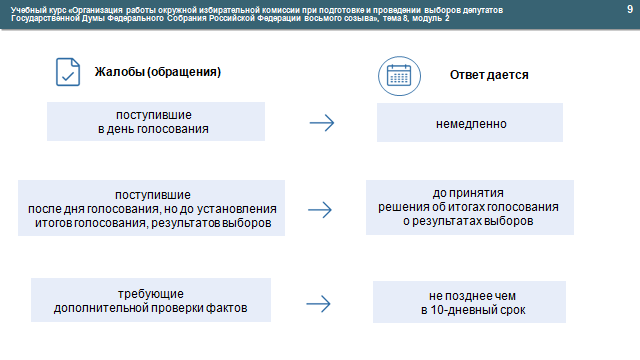 Учебный курс «Организация работы окружной избирательной комиссии при подготовке и проведении выборов депутатов
Государственной Думы Федерального Собрания Российской Федерации восьмого созыва», тема 8, модуль 2
9
Жалобы (обращения)
Ответ дается
поступившие
в день голосования
немедленно
поступившие
после дня голосования, но до установления
итогов голосования, результатов выборов
до принятия
решения об итогах голосования
о результатах выборов
требующие
дополнительной проверки фактов
не позднее чем
в 10-дневный срок